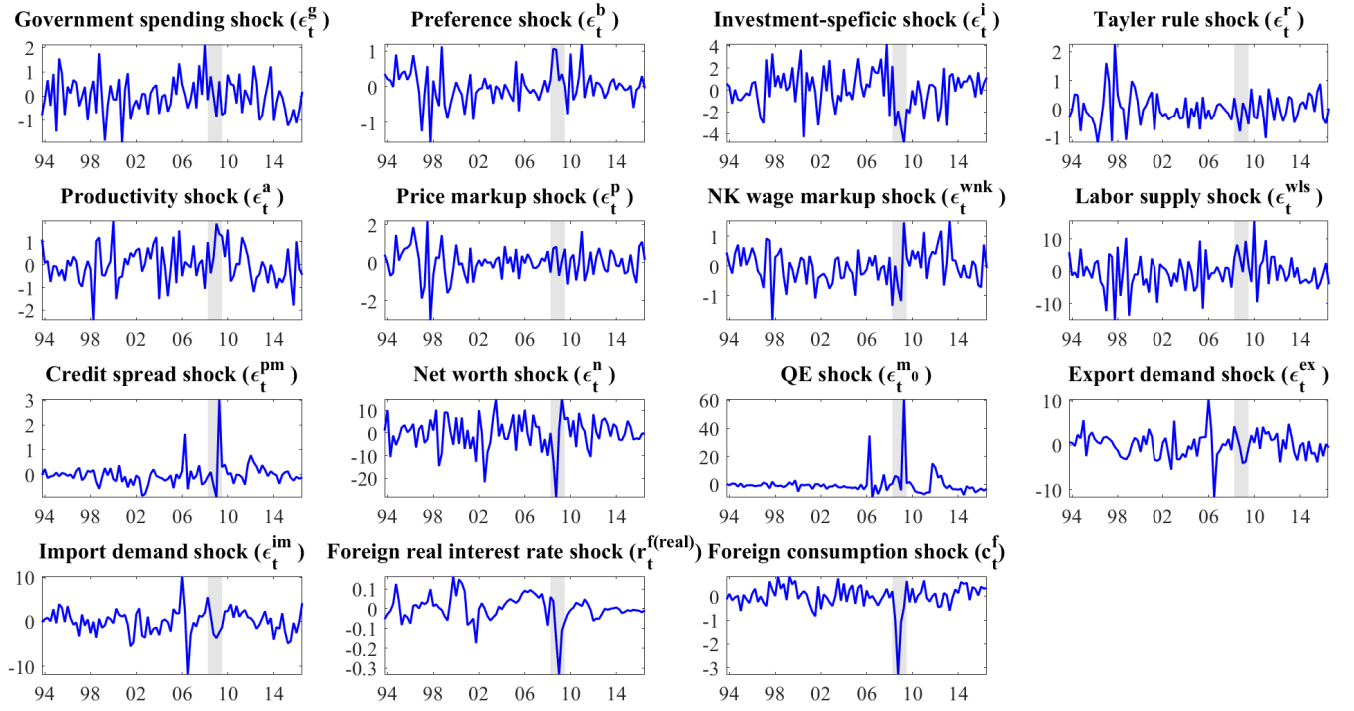 Government spending shock (ϵ_t^g) Preference shock (ϵ_t^b) Investment-speficic shock (ϵ_t^i) Tayler rule shock (ϵ_t^r)
2 1 0 -1 94 98 02 06 10 14
1 0 -1 94 98 02 06 10 14
4 2 0 -2 -4 94 98 02 06 10 14
2 1 0 -1 94 98 02 06 10 14
Productivity shock (ϵ_t^a) Price markup shock (ϵ_t^p) NK wage markup shock (ϵ_t^wnk) Labor supply shock (ϵ_t^wls)
1 0 -1 -2 94 98 02 06 10 14
2 0 -2 94 98 02 06 10 14
1 0 -1 94 98 02 06 10 14
10 0 -10 94 98 02 06 10 14
Credit spread shock (ϵ_t^pm) Net worth shock (ϵ_t^n) QE shock (ϵ_t^m₀) Export demand shock (ϵ_t^ex)
3 2 1 0 94 98 02 06 10 14
10 0 -10 -20 94 98 02 06 10 14
60 40 20 0 94 98 02 06 10 14
10 0 -10 94 98 02 06 10 14
Import demand shock (ϵ_t^im) Foreign real interest rate shock (r_t^f(real)) Foreign consumption shock (c_t^f)
10 0 -10 94 98 02 06 10 14
0.1 0 -0.1 -0.2 -0.3 94 98 02 06 10 14
0 -1 -2 -3 94 98 02 06 10 14